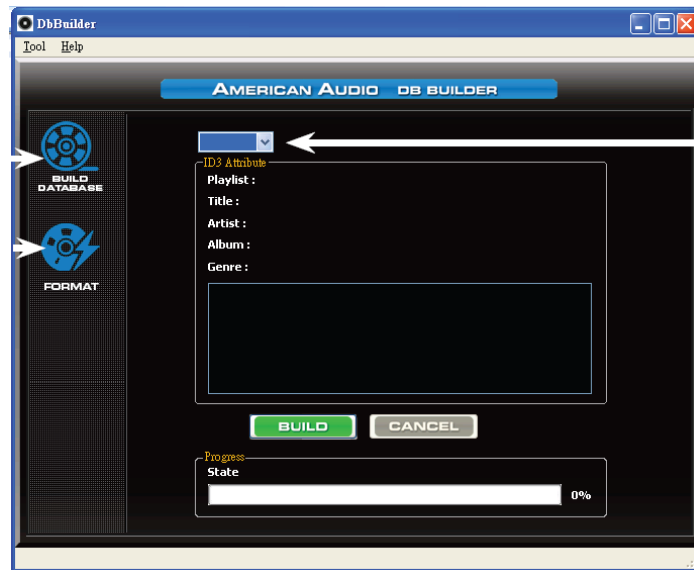 DbBuilder
Tool Help
AMERICAN AUDIO DB BUILDER
BUILD
DATABASE
FORMAT
ID3 Attribute
Playlist :
Title :
Artist :
Album :
Genre :
BUILD CANCEL
Progress
State
0%